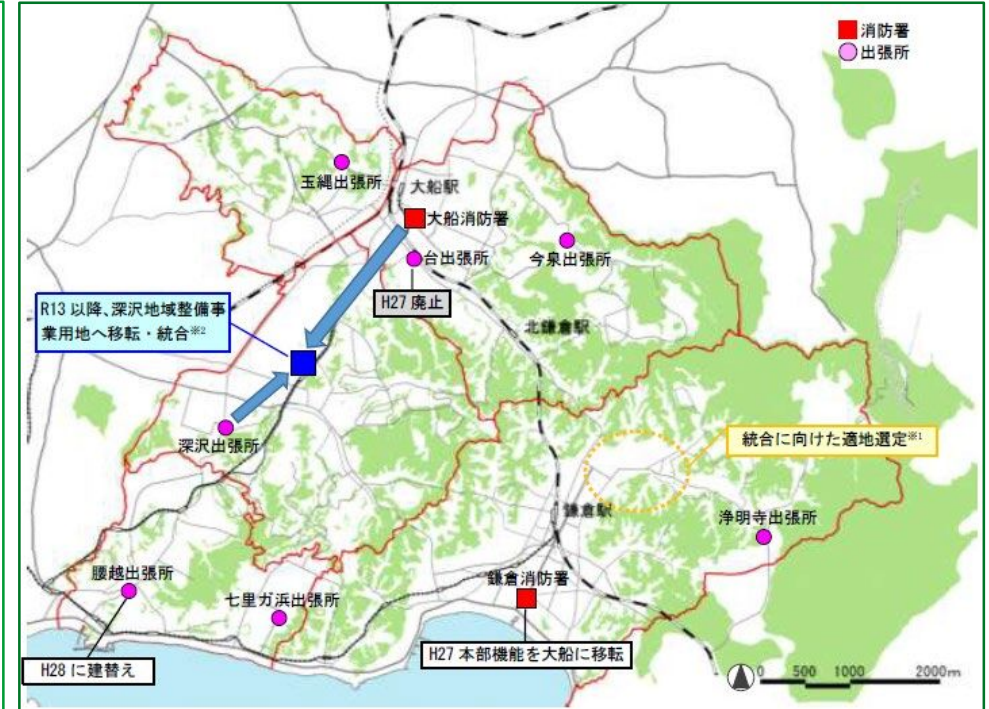 消防署
出張所
玉縄出張所
大船駅
大船消防署
台出張所
今泉出張所
H27 廃止
R13 以降、深沢地域整備事
業用地へ移転・統合※2
北鎌倉駅
深沢出張所
統合に向けた適地選定※1
鎌倉駅
浄明寺出張所
腰越出張所
七里ガ浜出張所
鎌倉消防署
H28 に建替え
H27 本部機能を大船に移転
0 500 1000 2000m